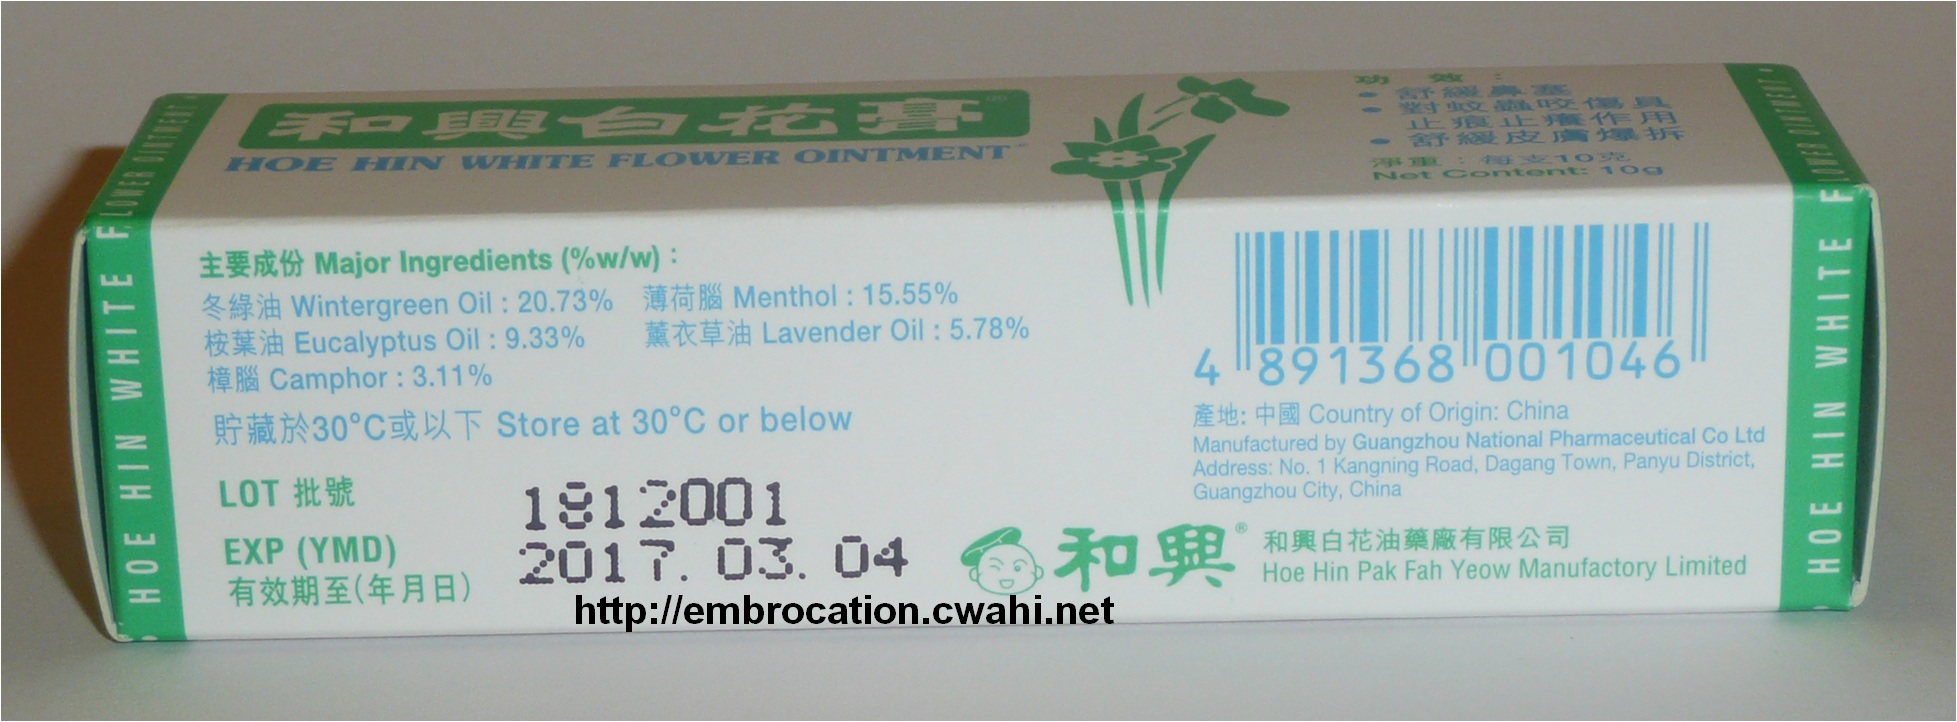 和興白花膏®
HOE HIN WHITE FLOWER OINTMENT
功 效：
• 舒緩鼻塞
• 對蚊蟲咬傷具
止痕止癢作用
• 舒緩皮膚爆拆
淨重：每支10克
Net Content: 10g
主要成份 Major Ingredients (%w/w) :
冬綠油 Wintergreen Oil : 20.73% 薄荷腦 Menthol : 15.55%
桉葉油 Eucalyptus Oil : 9.33% 薰衣草油 Lavender Oil : 5.78%
樟腦 Camphor : 3.11%
貯藏於30°C或以下 Store at 30°C or below
LOT 批號 1812001
EXP (YMD) 2017. 03. 04
有效期至(年月日)
4 891368 001046
產地: 中國 Country of Origin: China
Manufactured by Guangzhou National Pharmaceutical Co Ltd
Address: No. 1 Kangning Road, Dagang Town, Panyu District,
Guangzhou City, China
和興®
和興白花油藥廠有限公司
Hoe Hin Pak Fah Yeow Manufactory Limited
HOE HIN WHITE FLOWER OINTMENT
HOE HIN WHITE FLOWER OINTMENT
http://embrocation.cwahi.net